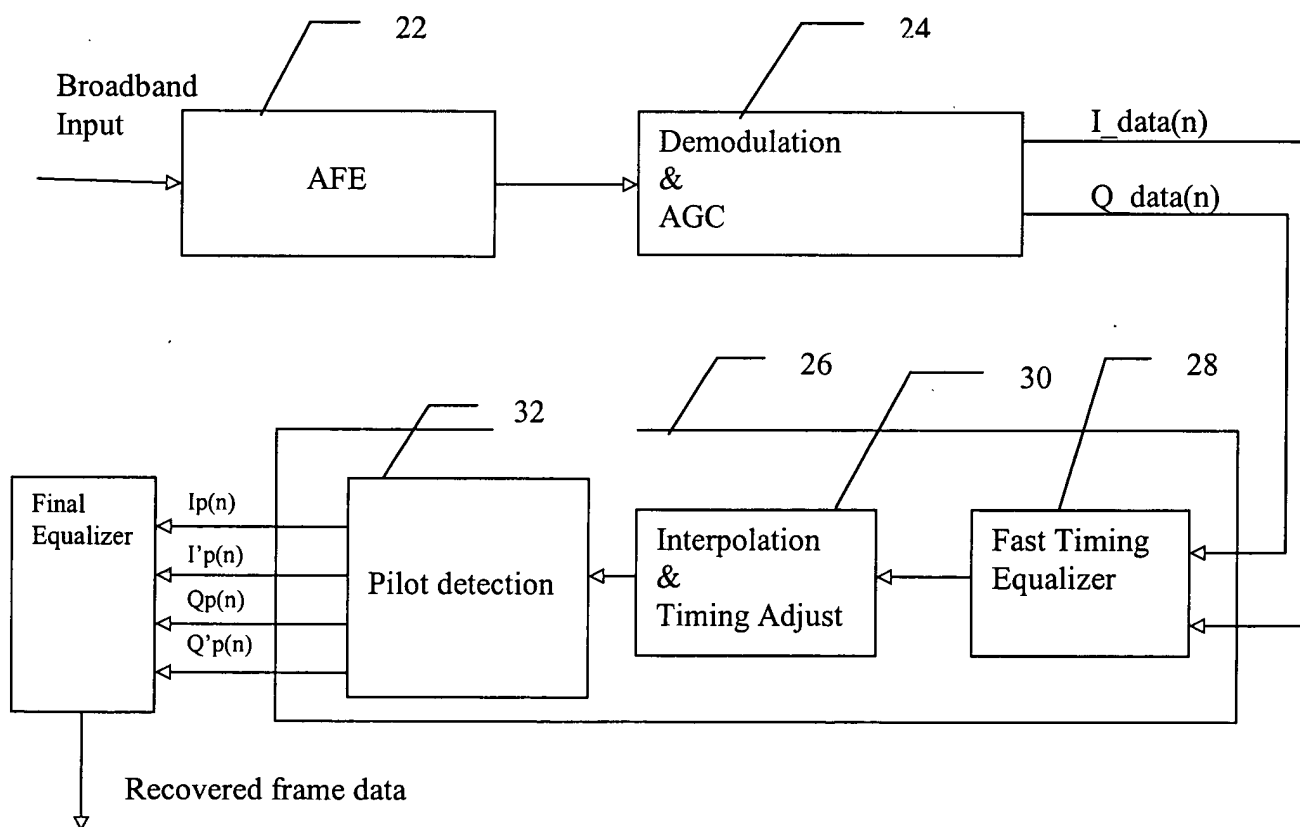 22
24
Broadband
Input
AFE
Demodulation
&
AGC
I_data(n)
Q_data(n)
26
30
28
32
Final
Equalizer
Ip(n)
I'p(n)
Qp(n)
Q'p(n)
Pilot detection
Interpolation
&
Timing Adjust
Fast Timing
Equalizer
Recovered frame data